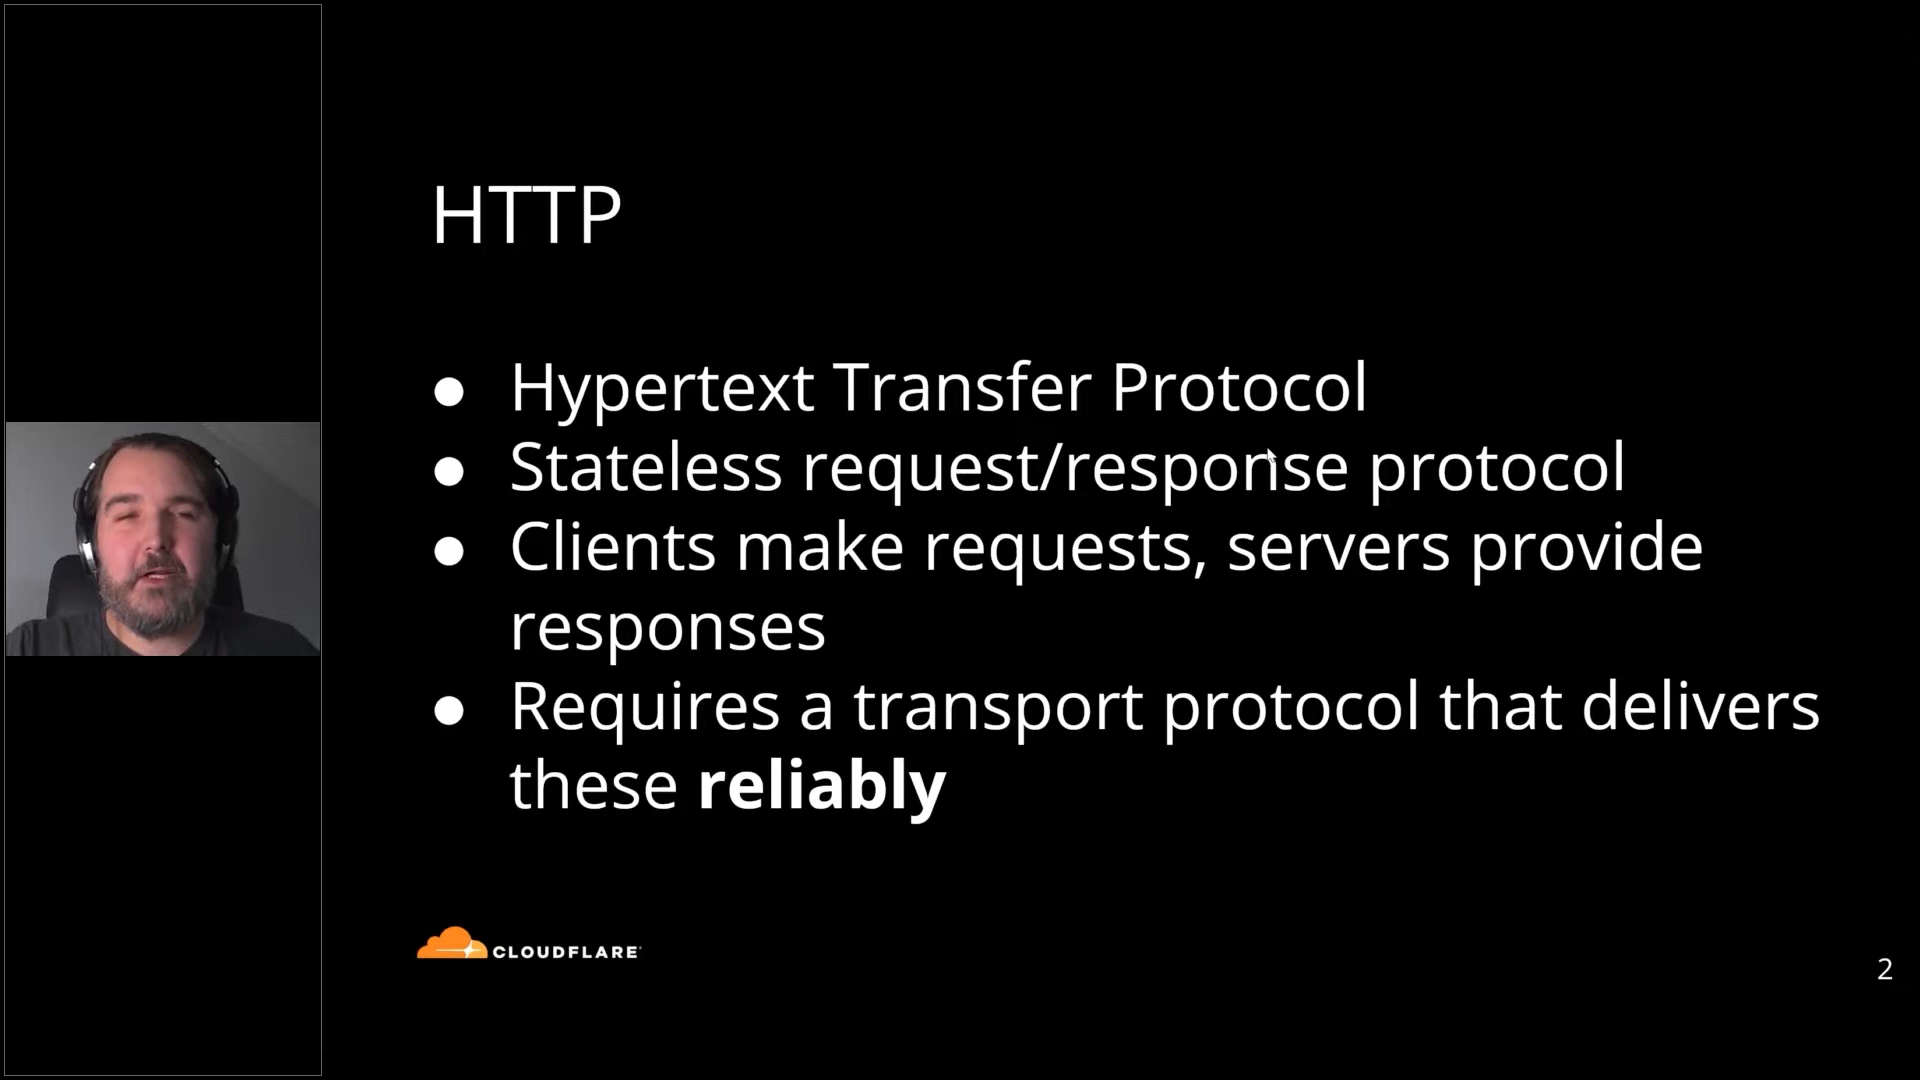 HTTP
● Hypertext Transfer Protocol
● Stateless request/response protocol
● Clients make requests, servers provide
responses
● Requires a transport protocol that delivers
these reliably
CLOUDFLARE
2